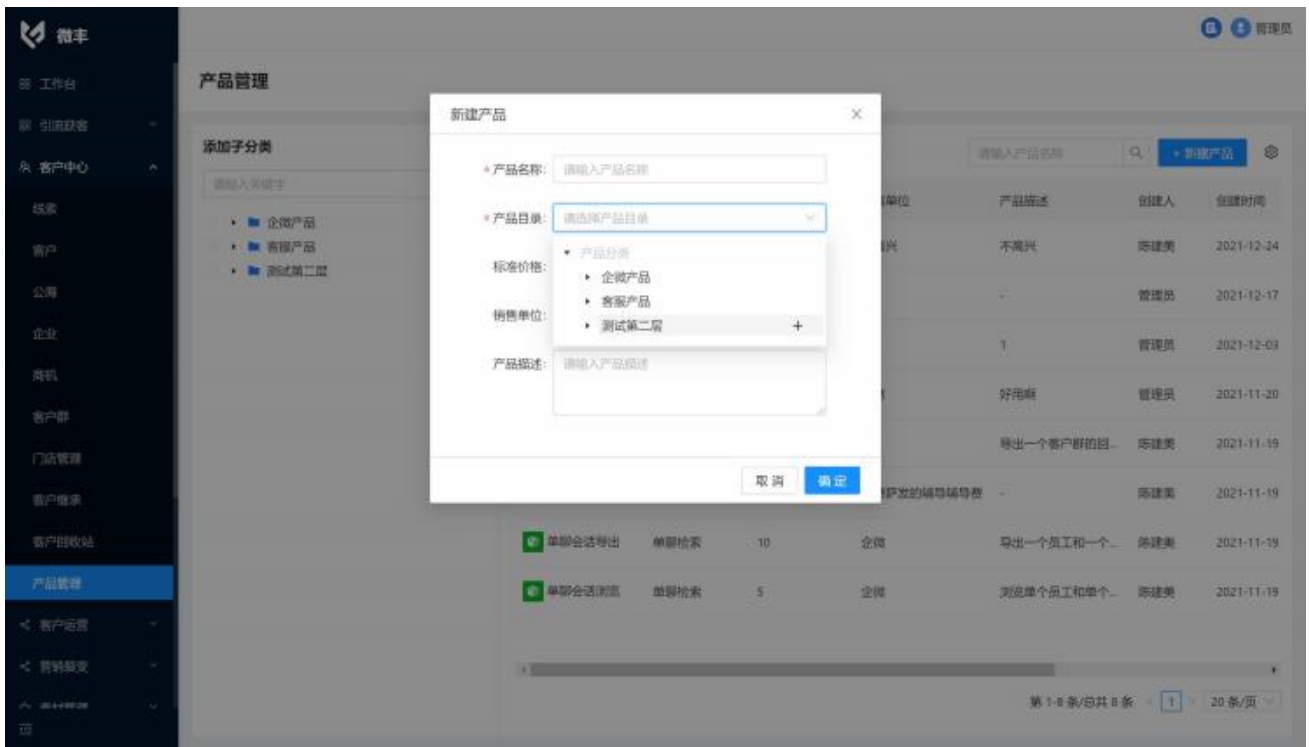 微丰
管理员
工作台
引流获客
客户中心
线索
客户
公海
企业
商机
客户群
门店管理
客户继承
客户回收站
产品管理
客户运营
营销裂变
产品管理
添加子分类
请输入关键字
企微产品
客服产品
测试第二层
请输入产品名称
+ 新建产品
单位 产品描述 创建人 创建时间
不高兴 陈建美 2021-12-24
- 管理员 2021-12-17
1 管理员 2021-12-03
好用啊 管理员 2021-11-20
导出一个客户群的回... 陈建美 2021-11-19
萨发的辅导辅导费 - 陈建美 2021-11-19
单聊会话导出 单聊检索 10 企微 导出一个员工和一个... 陈建美 2021-11-19
单聊会话浏览 单聊检索 5 企微 浏览单个员工和单个... 陈建美 2021-11-19
第 1-8 条/总共 8 条 < 1 > 20 条/页
新建产品
* 产品名称: 请输入产品名称
* 产品目录: 请选择产品目录
产品分类
企微产品
客服产品
测试第二层 +
标准价格:
销售单位:
产品描述: 请输入产品描述
取 消 确 定